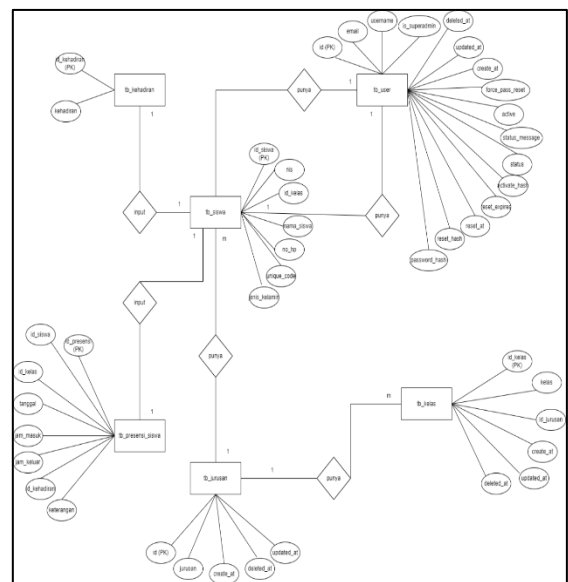 id_kehadiran
(PK)
kehadiran
tb_kehadiran
1
input
1
id (PK)
email
username
is_superadmin
deleted_at
updated_at
create_at
force_pass_reset
active
status_message
status
activate_hash
reset_expires
reset_at
reset_hash
password_hash
tb_user
1
punya
1
1
punya
1
tb_siswa
id_siswa
(PK)
nis
id_kelas
nama_siswa
no_hp
unique_code
jenis_kelamin
1
m
input
1
punya
1
id_siswa
id_presensi
(PK)
id_kelas
tanggal
jam_masuk
jam_keluar
id_kehadiran
keterangan
tb_presensi_siswa
tb_jurusan
id (PK)
jurusan
create_at
deleted_at
updated_at
1
punya
m
tb_kelas
id_kelas
(PK)
kelas
id_jurusan
create_at
updated_at
deleted_at